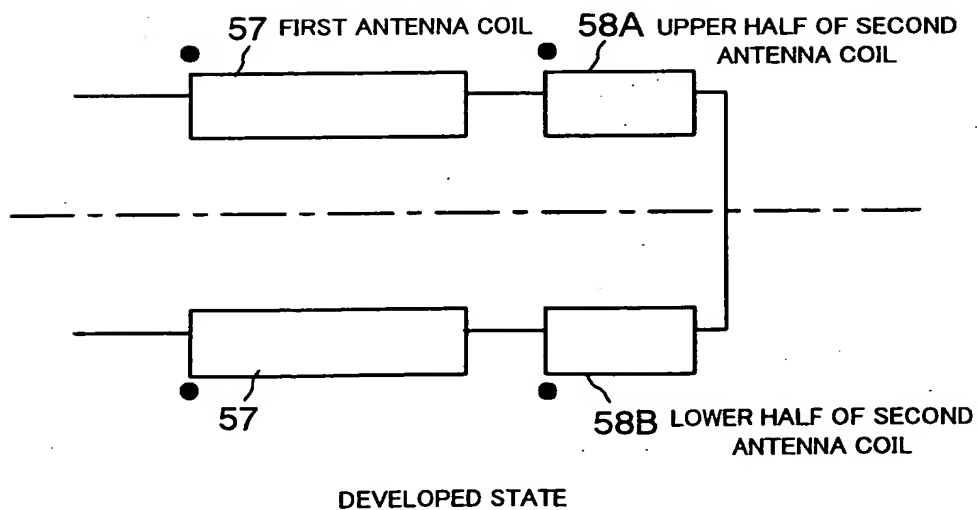 57 FIRST ANTENNA COIL
58A UPPER HALF OF SECOND
ANTENNA COIL
57
58B LOWER HALF OF SECOND
ANTENNA COIL
DEVELOPED STATE